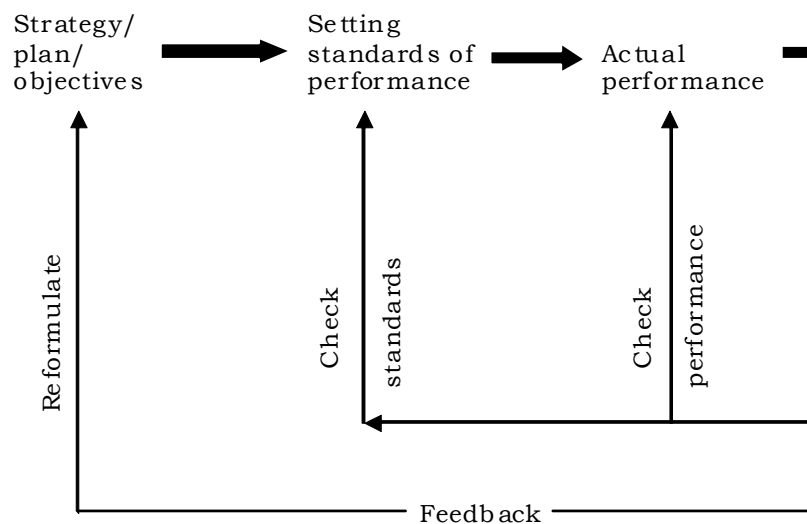 Strategy/
plan/
objectives
Setting
standards of
performance
Actual
performance
Reformulate
Check
standards
Check
performance
Feedback